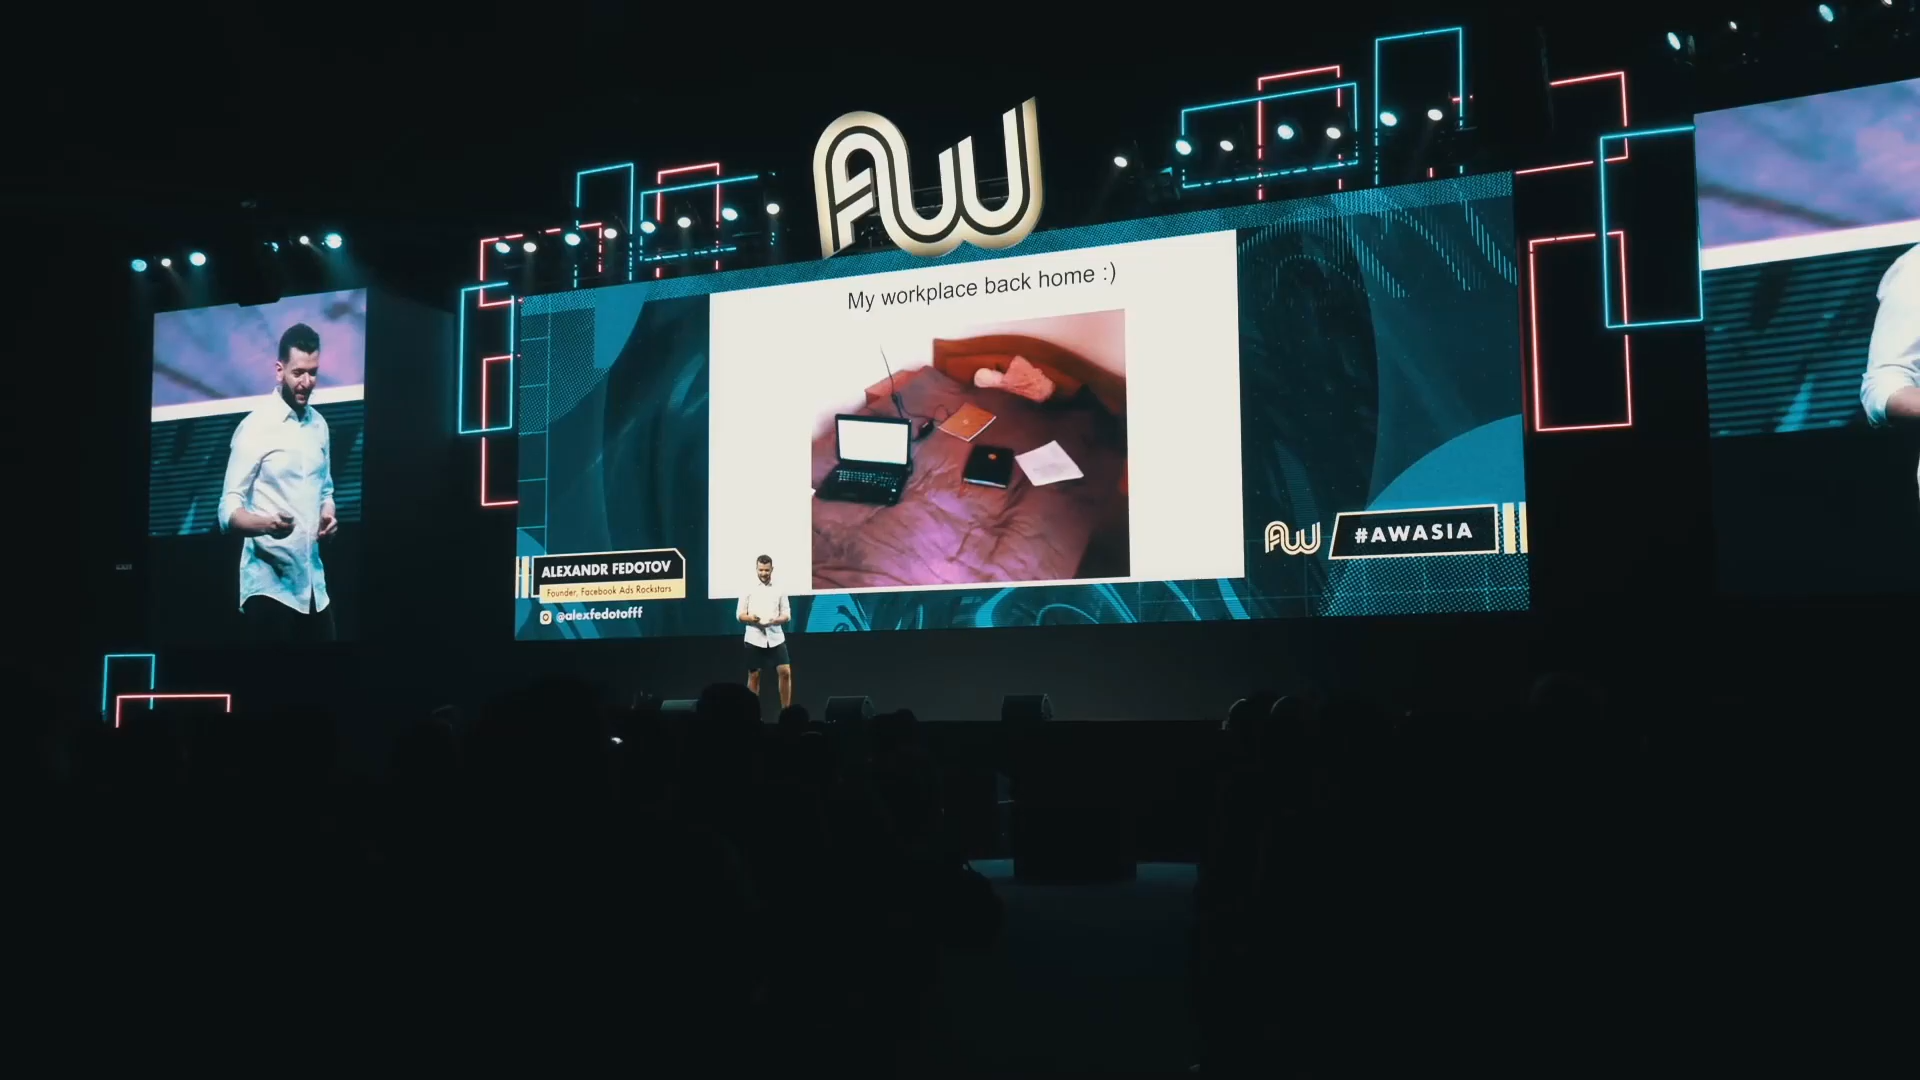 AW
My workplace back home :)
ALEXANDR FEDOTOV
Founder, Facebook Ads Rockstars
@alexfedotofff
AW
#AWASIA